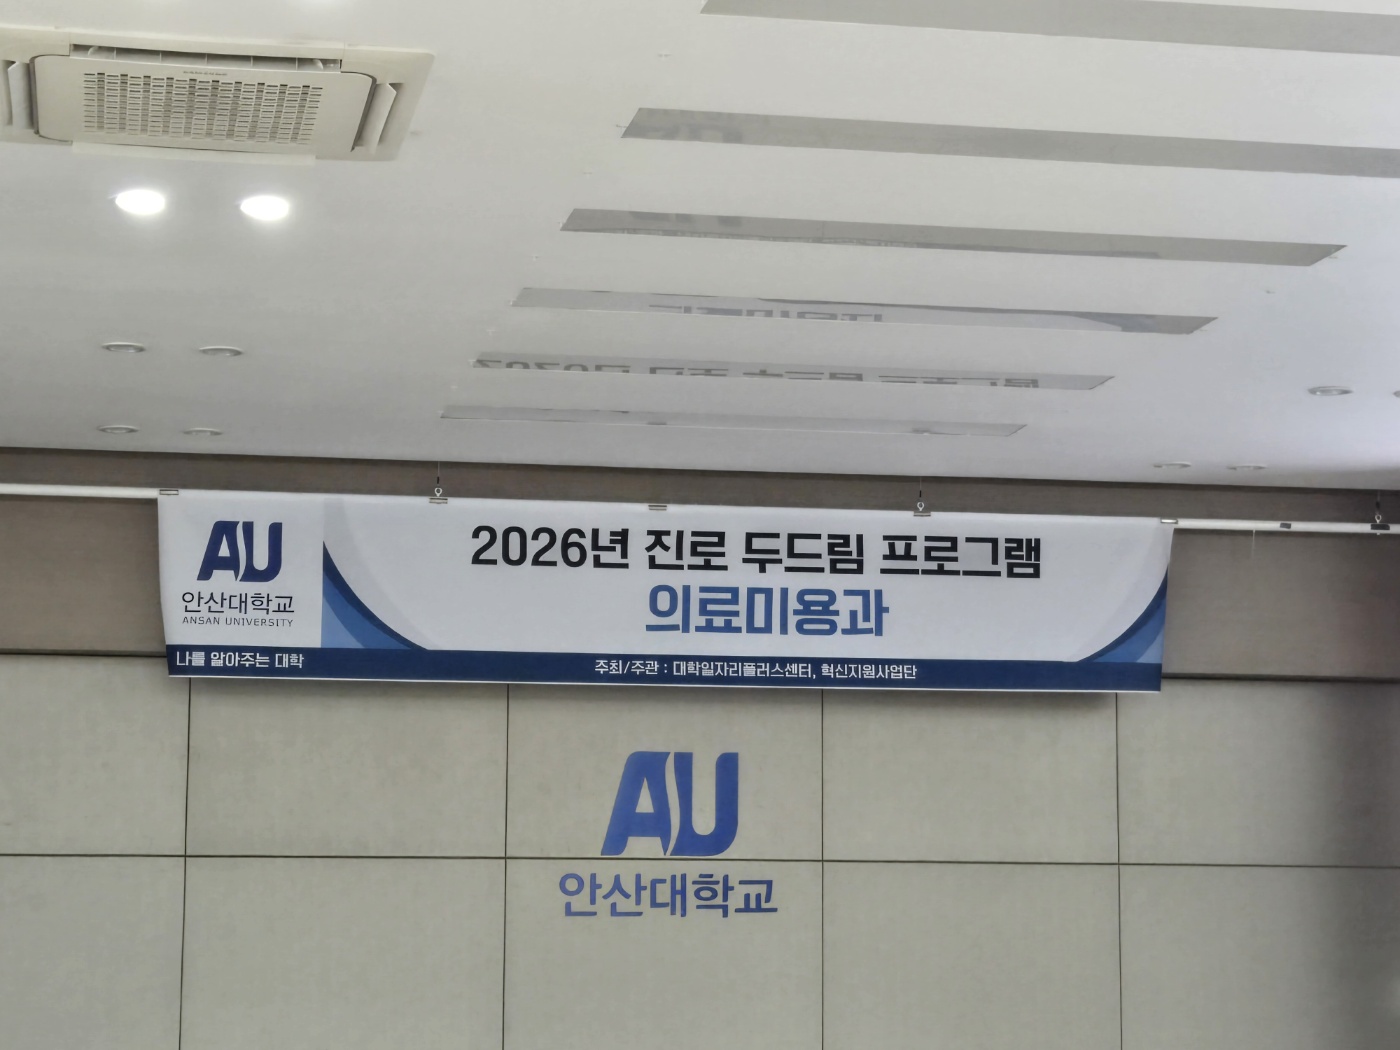 AU
안산대학교
ANSAN UNIVERSITY
나를 알아주는 대학
2026년 진로 두드림 프로그램
의료미용과
주최/주관 : 대학일자리플러스센터, 혁신지원사업단
AU
안산대학교